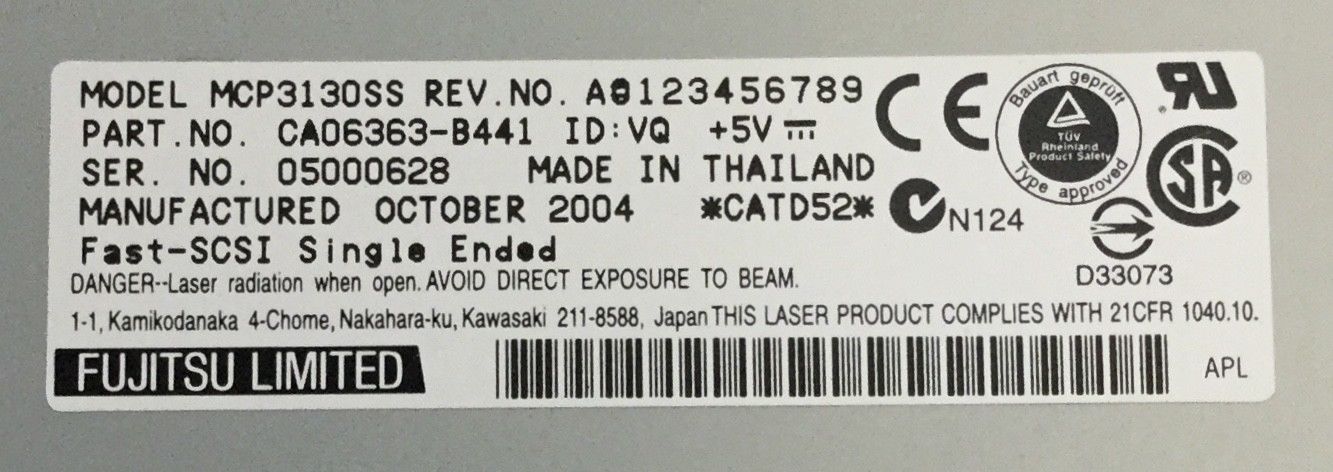 MODEL MCP3130SS REV.NO. A0123456789
PART.NO. CA06363-B441 ID:VQ +5V
SER. NO. 05000628 MADE IN THAILAND
MANUFACTURED OCTOBER 2004 *CATD52*
Fast-SCSI Single Ended
DANGER--Laser radiation when open. AVOID DIRECT EXPOSURE TO BEAM.
1-1, Kamikodanaka 4-Chome, Nakahara-ku, Kawasaki 211-8588, Japan THIS LASER PRODUCT COMPLIES WITH 21CFR 1040.10.
FUJITSU LIMITED
APL
CE
Bauart geprüft
TÜV
Rheinland
Product Safety
Type approved
RU
SA®
N124
D33073